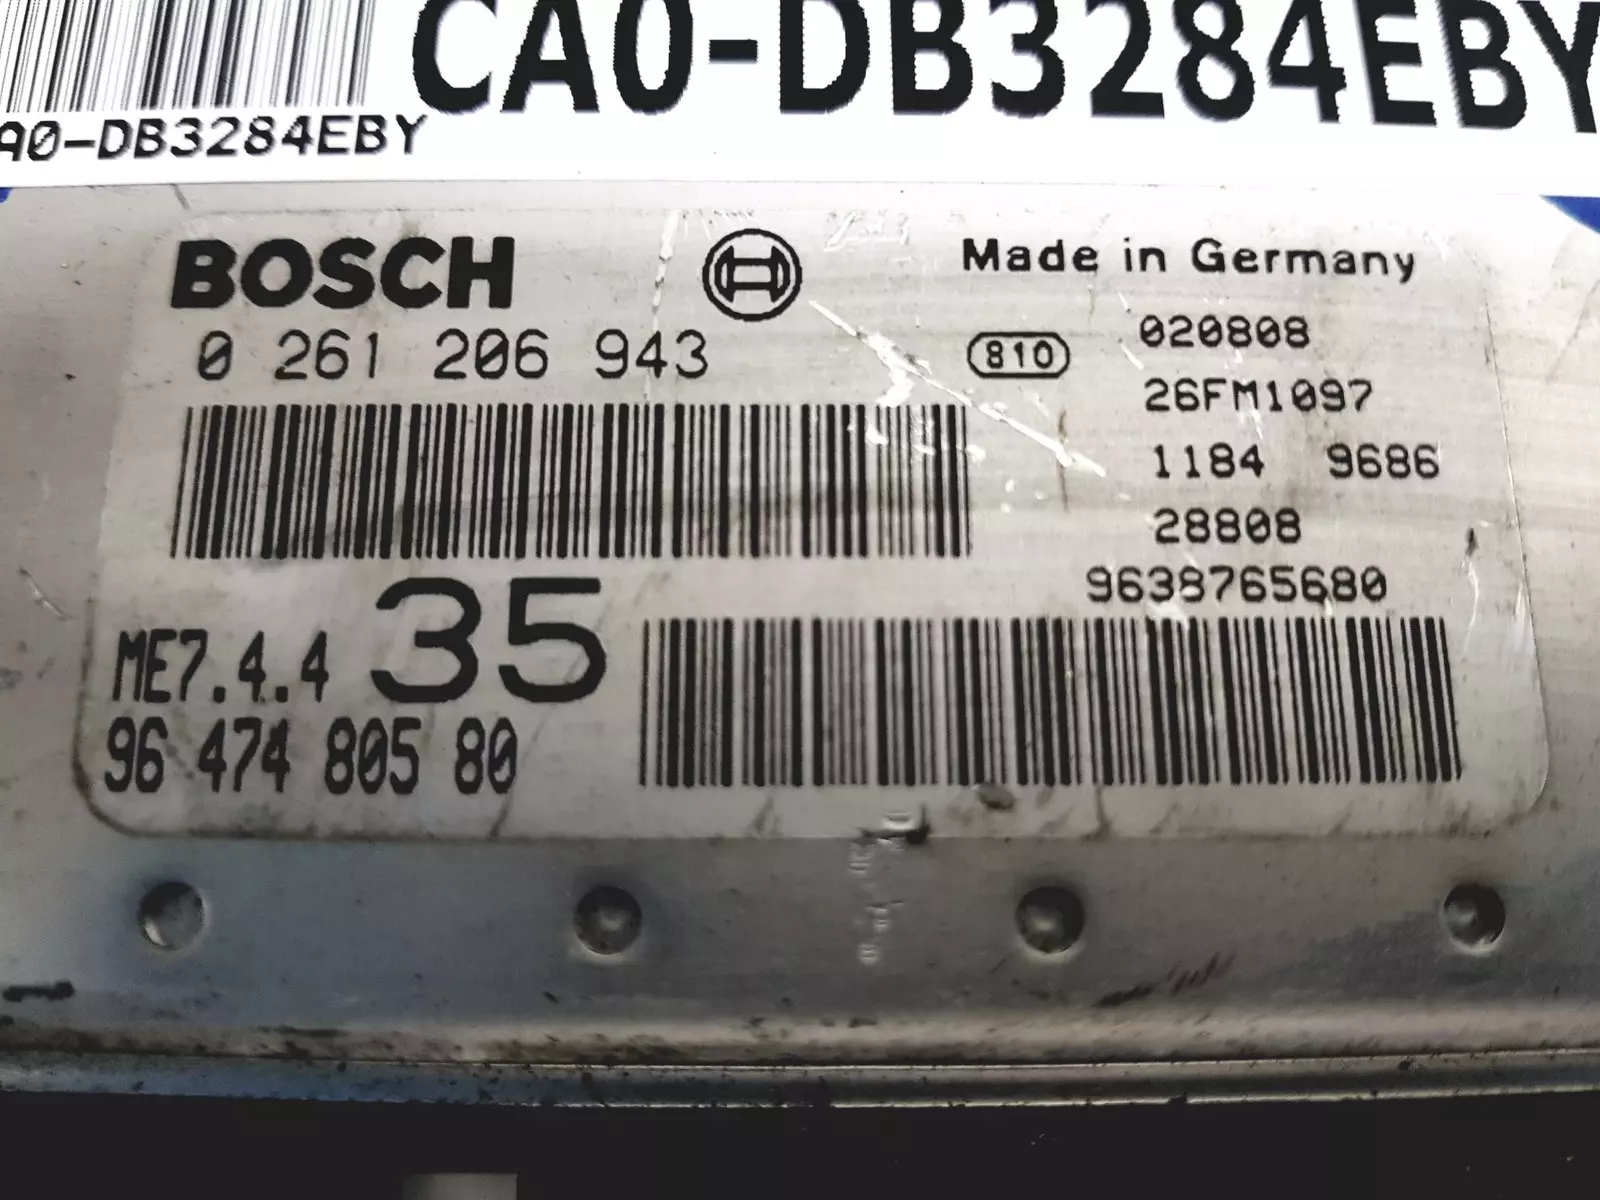 CA0-DB3284EBY
A0-DB3284EBY
BOSCH
Made in Germany
0 261 206 943
810
020808
26FM1097
1184 9686
28808
9638765680
ME7.4.4 35
96 474 805 80